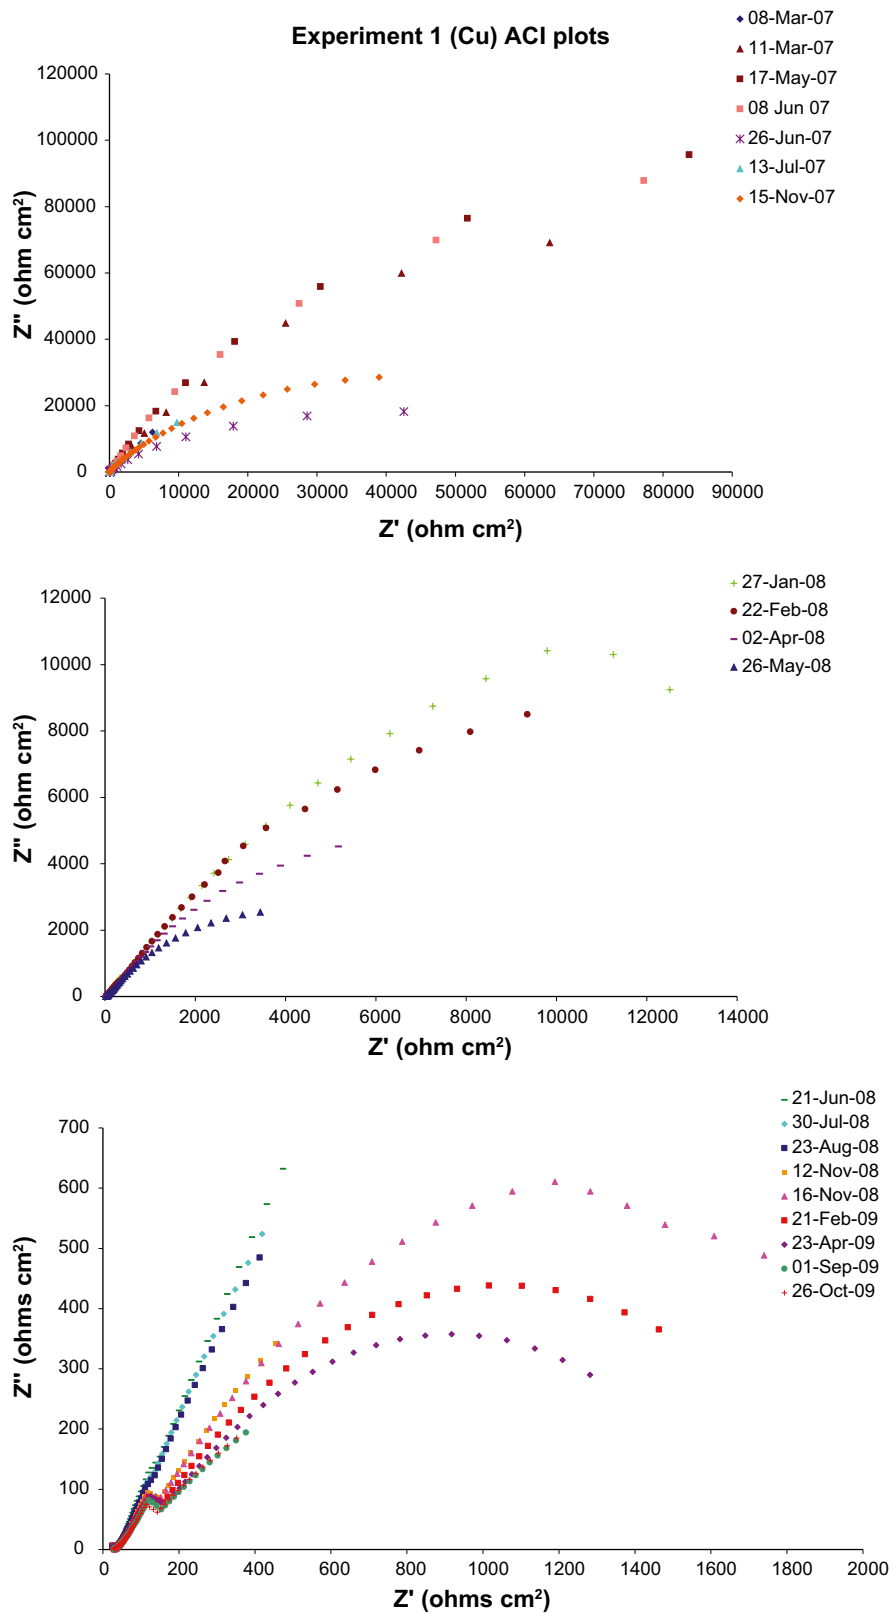 Experiment 1 (Cu) ACI plots
08-Mar-07
11-Mar-07
17-May-07
08 Jun 07
26-Jun-07
13-Jul-07
15-Nov-07
120000
100000
80000
60000
40000
20000
0
Z'' (ohm cm²)
0 10000 20000 30000 40000 50000 60000 70000 80000 90000
Z' (ohm cm²)
27-Jan-08
22-Feb-08
02-Apr-08
26-May-08
12000
10000
8000
6000
4000
2000
0
Z'' (ohm cm²)
0 2000 4000 6000 8000 10000 12000 14000
Z' (ohm cm²)
21-Jun-08
30-Jul-08
23-Aug-08
12-Nov-08
16-Nov-08
21-Feb-09
23-Apr-09
01-Sep-09
26-Oct-09
700
600
500
400
300
200
100
0
Z'' (ohms cm²)
0 200 400 600 800 1000 1200 1400 1600 1800 2000
Z' (ohms cm²)